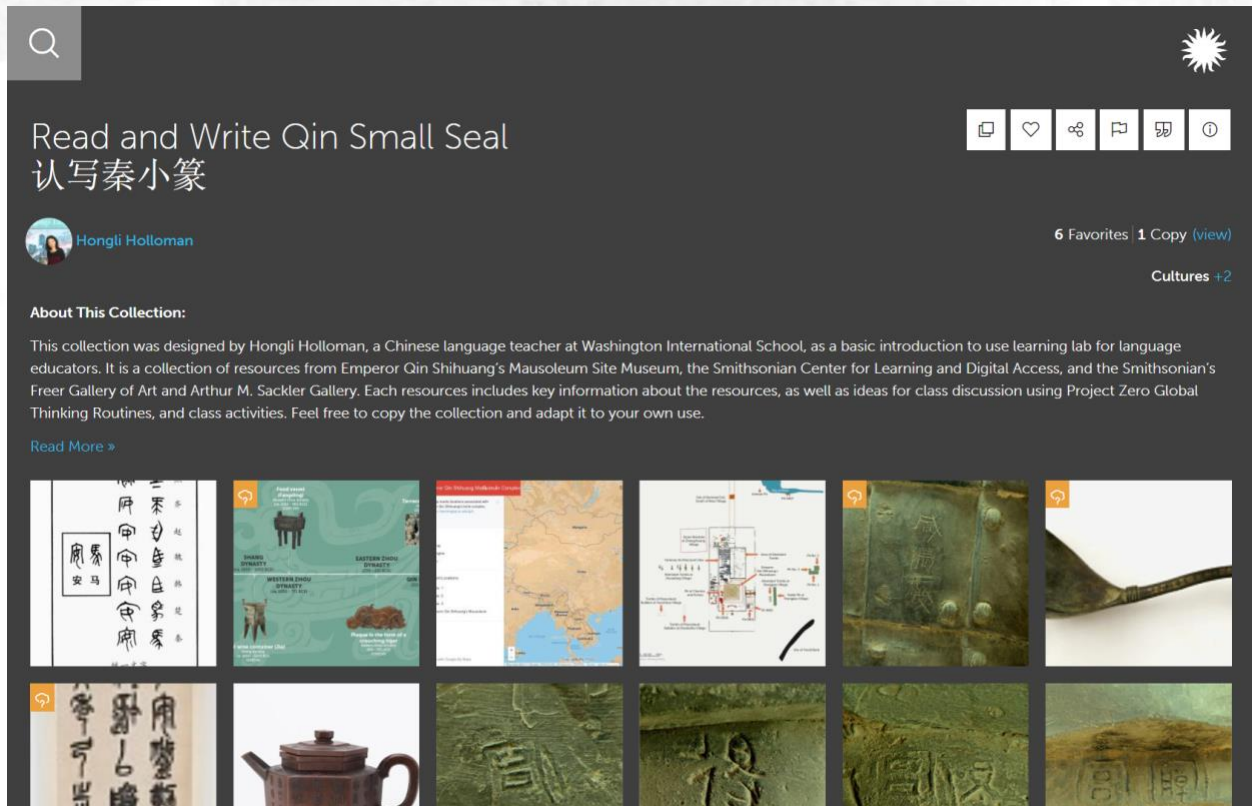 Read and Write Qin Small Seal
认写秦小篆
Hongli Holloman
6 Favorites | 1 Copy (view)
Cultures +2
About This Collection:
This collection was designed by Hongli Holloman, a Chinese language teacher at Washington International School, as a basic introduction to use learning lab for language
educators. It is a collection of resources from Emperor Qin Shihuang's Mausoleum Site Museum, the Smithsonian Center for Learning and Digital Access, and the Smithsonian's
Freer Gallery of Art and Arthur M. Sackler Gallery. Each resources includes key information about the resources, as well as ideas for class discussion using Project Zero Global
Thinking Routines, and class activities. Feel free to copy the collection and adapt it to your own use.
Read More »
齐
赵
魏
韩
楚
秦
安 马
SHANG
DYNASTY
EASTERN ZHOU
DYNASTY
WESTERN ZHOU
DYNASTY